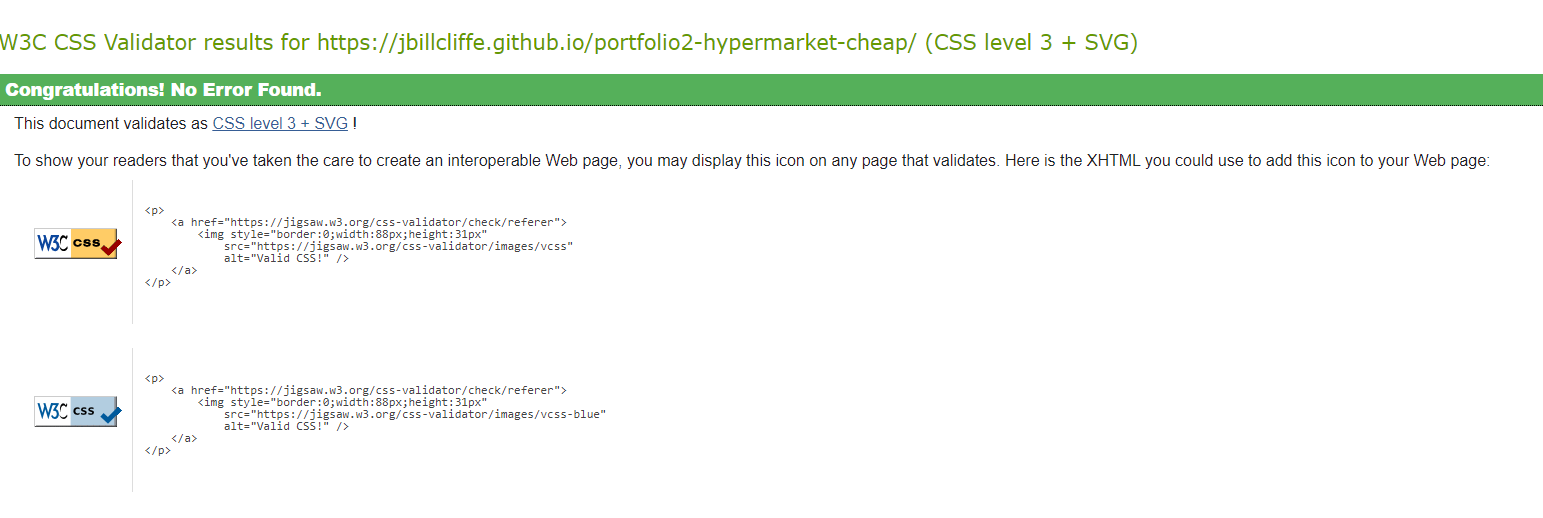 W3C CSS Validator results for https://jbillcliffe.github.io/portfolio2-hypermarket-cheap/ (CSS level 3 + SVG)
Congratulations! No Error Found.
This document validates as CSS level 3 + SVG !
To show your readers that you've taken the care to create an interoperable Web page, you may display this icon on any page that validates. Here is the XHTML you could use to add this icon to your Web page:
W3C css
<p>
    <a href="https://jigsaw.w3.org/css-validator/check/referer">
        <img style="border:0;width:88px;height:31px"
            src="https://jigsaw.w3.org/css-validator/images/vcss"
            alt="Valid CSS!" />
    </a>
</p>
W3C css
<p>
    <a href="https://jigsaw.w3.org/css-validator/check/referer">
        <img style="border:0;width:88px;height:31px"
            src="https://jigsaw.w3.org/css-validator/images/vcss-blue"
            alt="Valid CSS!" />
    </a>
</p>